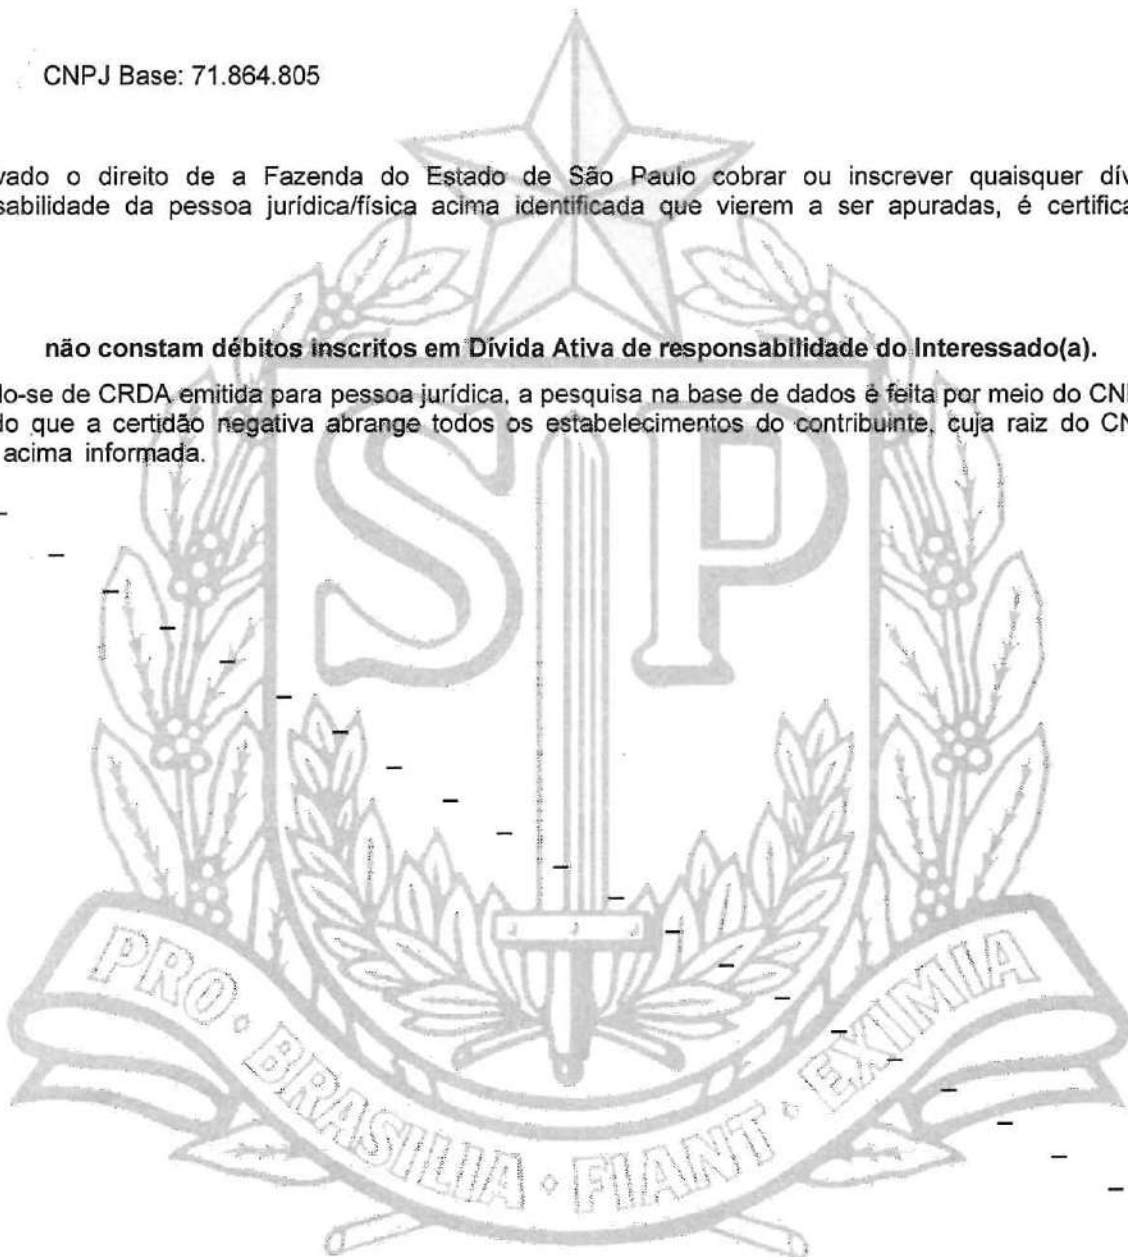 CNPJ Base: 71.864.805
vado o direito de a Fazenda do Estado de São Paulo cobrar ou inscrever quaisquer dív
sabilidade da pessoa jurídica/física acima identificada que vierem a ser apuradas, é certifica
não constam débitos inscritos em Dívida Ativa de responsabilidade do Interessado(a).
do-se de CRDA emitida para pessoa jurídica, a pesquisa na base de dados é feita por meio do CN
do que a certidão negativa abrange todos os estabelecimentos do contribuinte, cuja raiz do CN
acima informada.
SP
PRO · BRASILIA · FIANT · EXIMIA